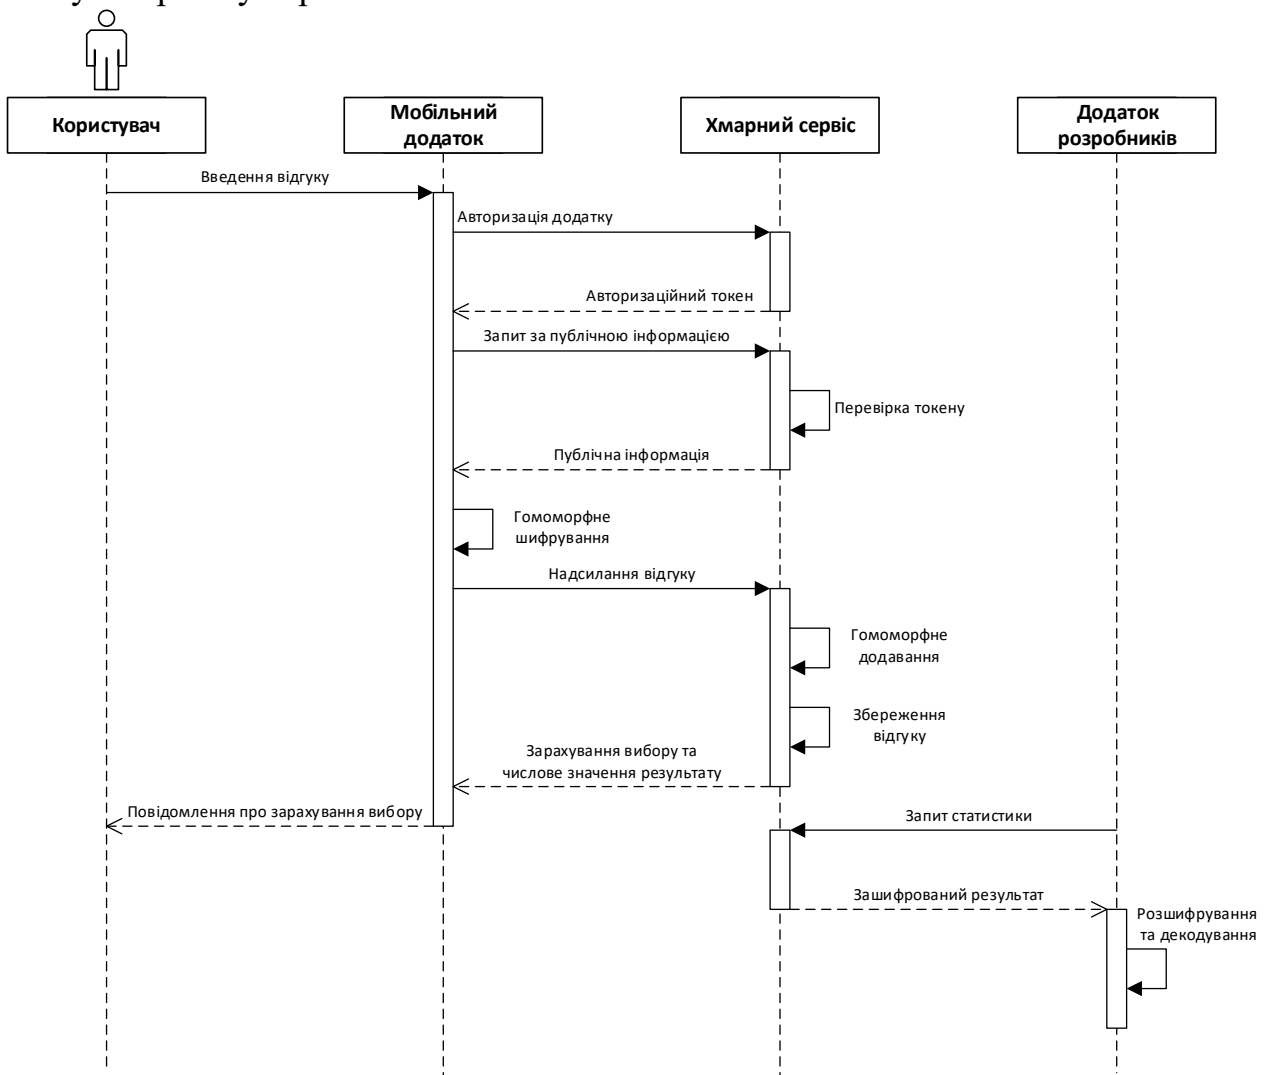 Користувач
Мобільний
додаток
Хмарний сервіс
Додаток
розробників
Введення відгуку
Авторизація додатку
Авторизаційний токен
Запит за публічною інформацією
Перевірка токену
Публічна інформація
Гомоморфне
шифрування
Надсилання відгуку
Гомоморфне
додавання
Збереження
відгуку
Зарахування вибору та
числове значення результату
Повідомлення про зарахування вибору
Запит статистики
Зашифрований результат
Розшифрування
та декодування